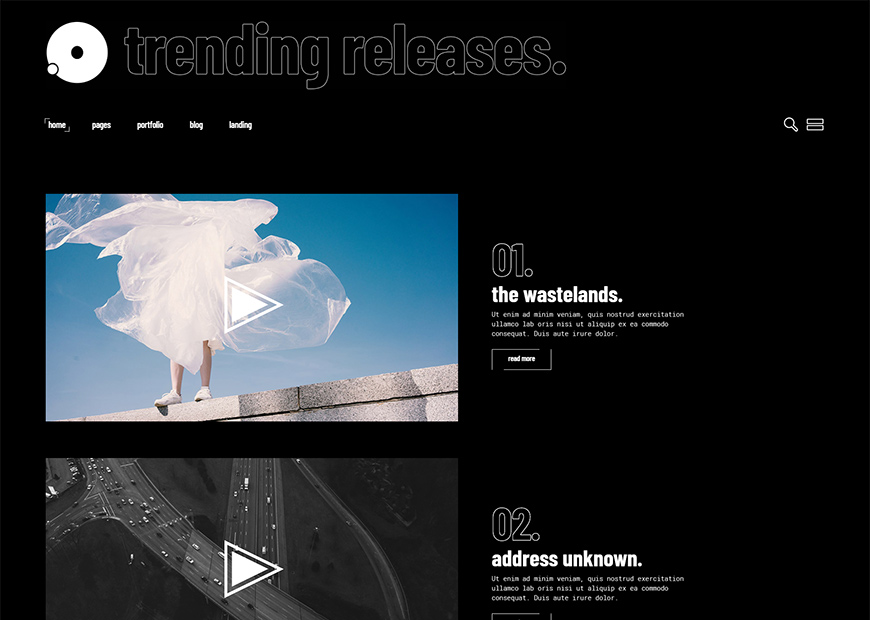 trending releases.
home pages portfolio blog landing
01.
the wastelands.
Ut enim ad minim veniam, quis nostrud exercitation
ullamco lab oris nisi ut aliquip ex ea commodo
consequat. Duis aute irure dolor.
read more
02.
address unknown.
Ut enim ad minim veniam, quis nostrud exercitation
ullamco lab oris nisi ut aliquip ex ea commodo
consequat. Duis aute irure dolor.